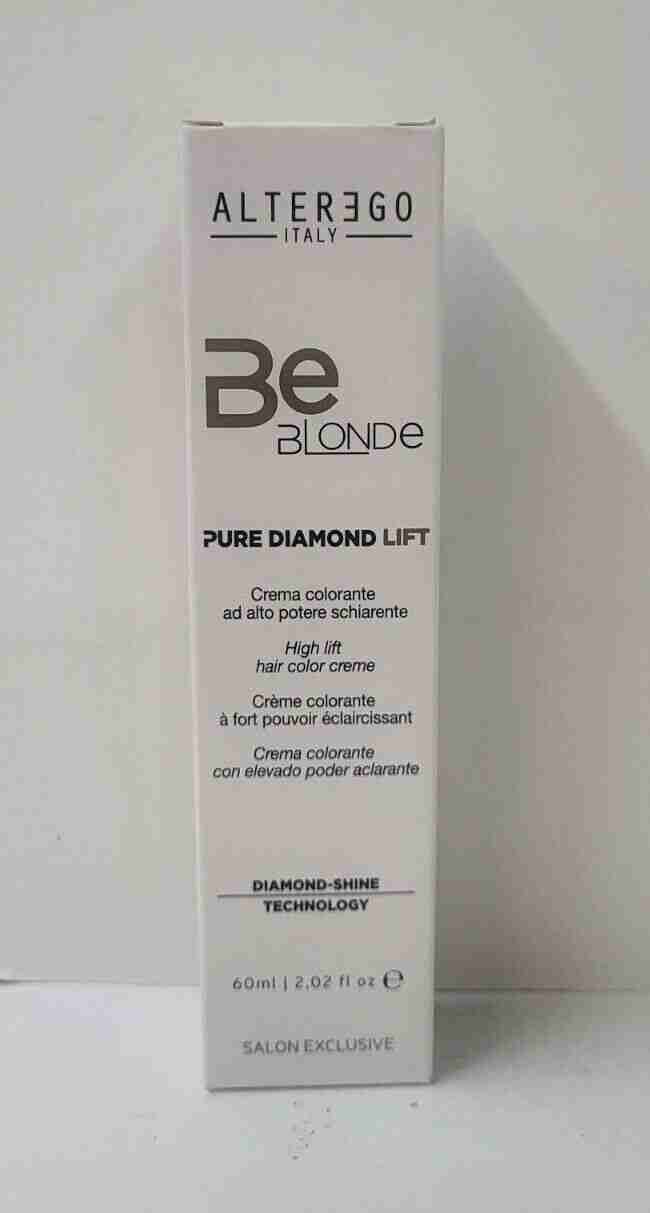 ALTEREGO
ITALY
Be
BLONDe
PURE DIAMOND LIFT
Crema colorante
ad alto potere schiarente
High lift
hair color creme
Crème colorante
à fort pouvoir éclaircissant
Crema colorante
con elevado poder aclarante
DIAMOND-SHINE
TECHNOLOGY
60ml | 2,02 fl oz ℮
SALON EXCLUSIVE